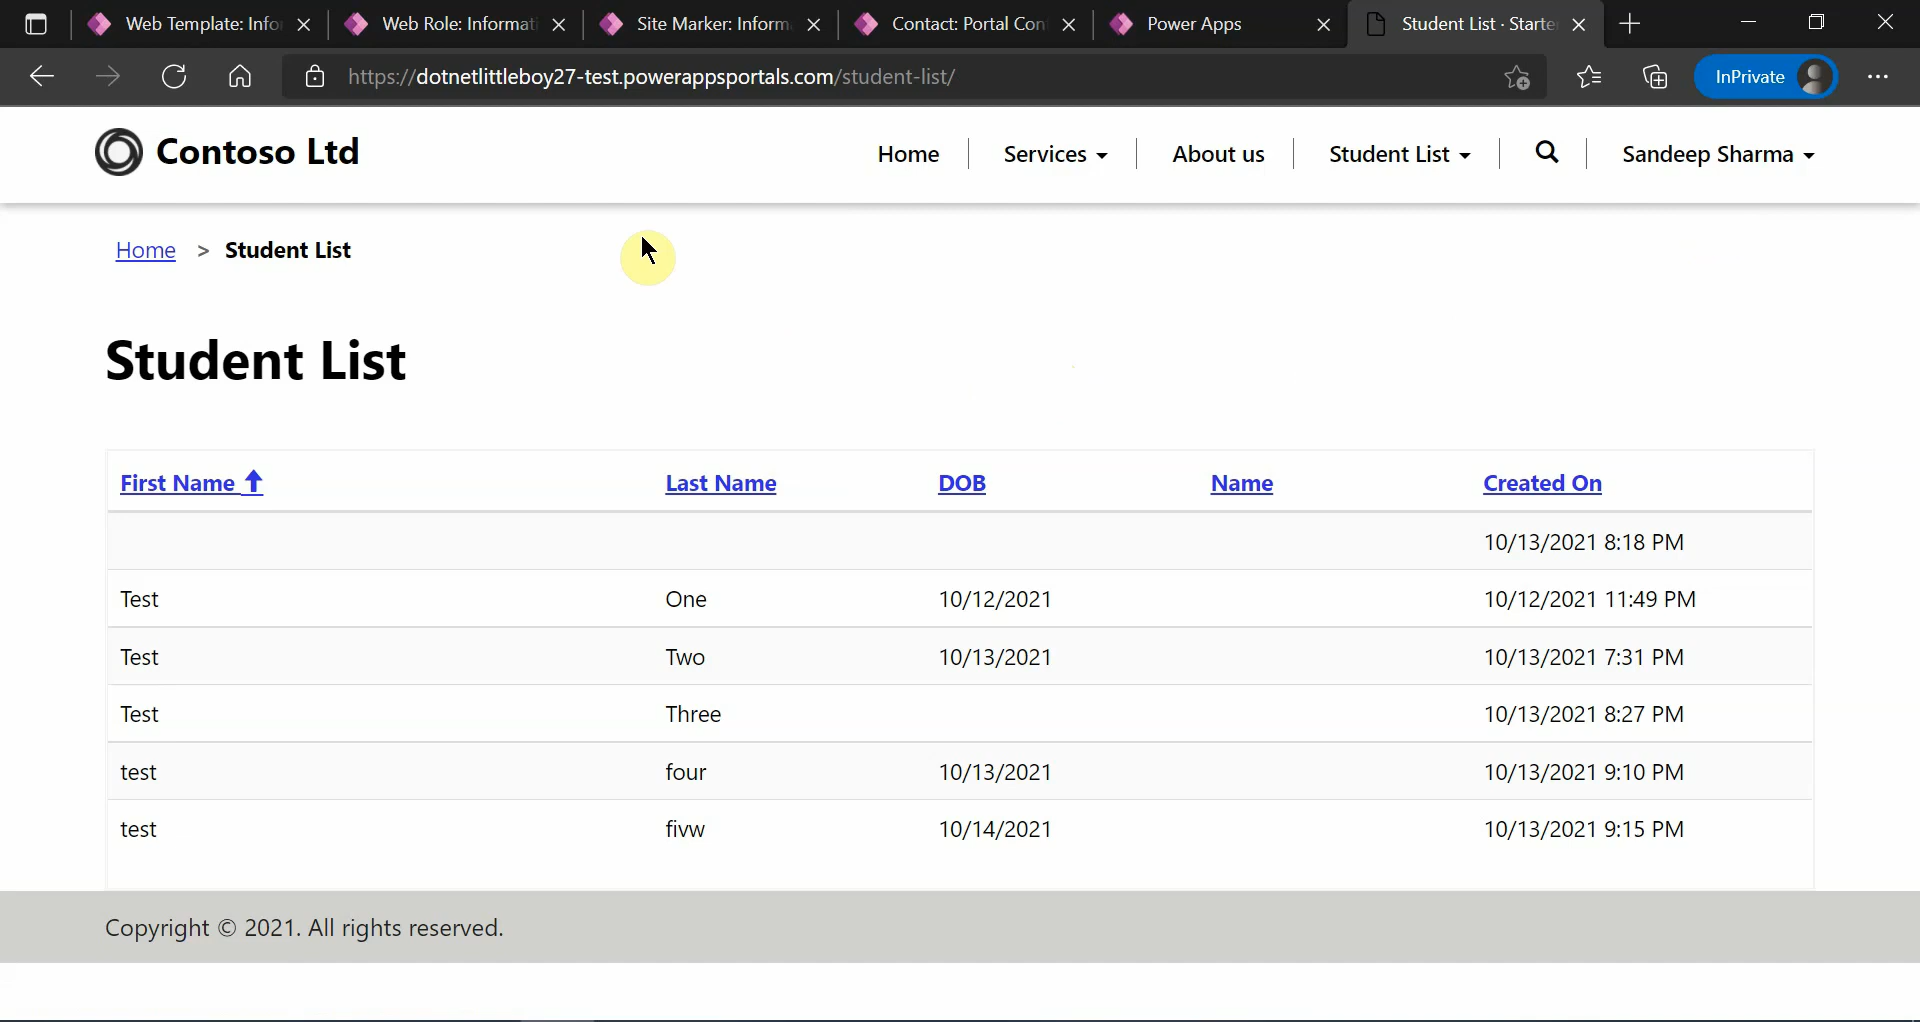 Web Template: Info
Web Role: Informati
Site Marker: Inform
Contact: Portal Con
Power Apps
Student List · Starte
https://dotnetlittleboy27-test.powerappsportals.com/student-list/
InPrivate
Contoso Ltd
Home
Services
About us
Student List
Sandeep Sharma
Home > Student List
Student List
First Name Last Name DOB Name Created On
10/13/2021 8:18 PM
Test One 10/12/2021 10/12/2021 11:49 PM
Test Two 10/13/2021 10/13/2021 7:31 PM
Test Three 10/13/2021 8:27 PM
test four 10/13/2021 10/13/2021 9:10 PM
test fivw 10/14/2021 10/13/2021 9:15 PM
Copyright © 2021. All rights reserved.